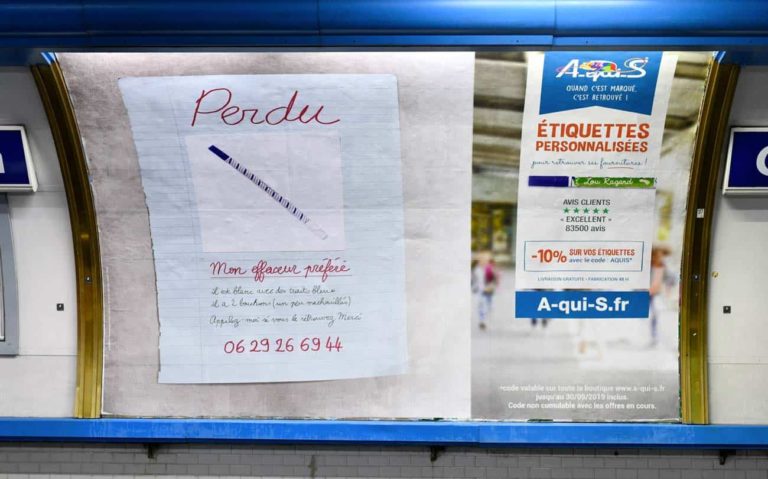 Perdu
Mon effaceur préféré
il est blanc avec des traits bleus
il a 2 bouchons (un peu machouillés)
Appelez-moi si vous le retrouvez Merci
06 29 26 69 44
A-qui-S
QUAND C'EST MARQUÉ,
C'EST RETROUVÉ !
ÉTIQUETTES
PERSONNALISÉES
pour retrouver ses fournitures !
Lou Ragard
AVIS CLIENTS
★★★★★
« EXCELLENT »
83500 avis
-10% SUR VOS ÉTIQUETTES
avec le code : AQUIS*
LIVRAISON GRATUITE - FABRICATION 48 H
A-qui-S.fr
*code valable sur toute la boutique www.a-qui-s.fr
jusqu'au 30/09/2019 inclus.
Code non cumulable avec les offres en cours.